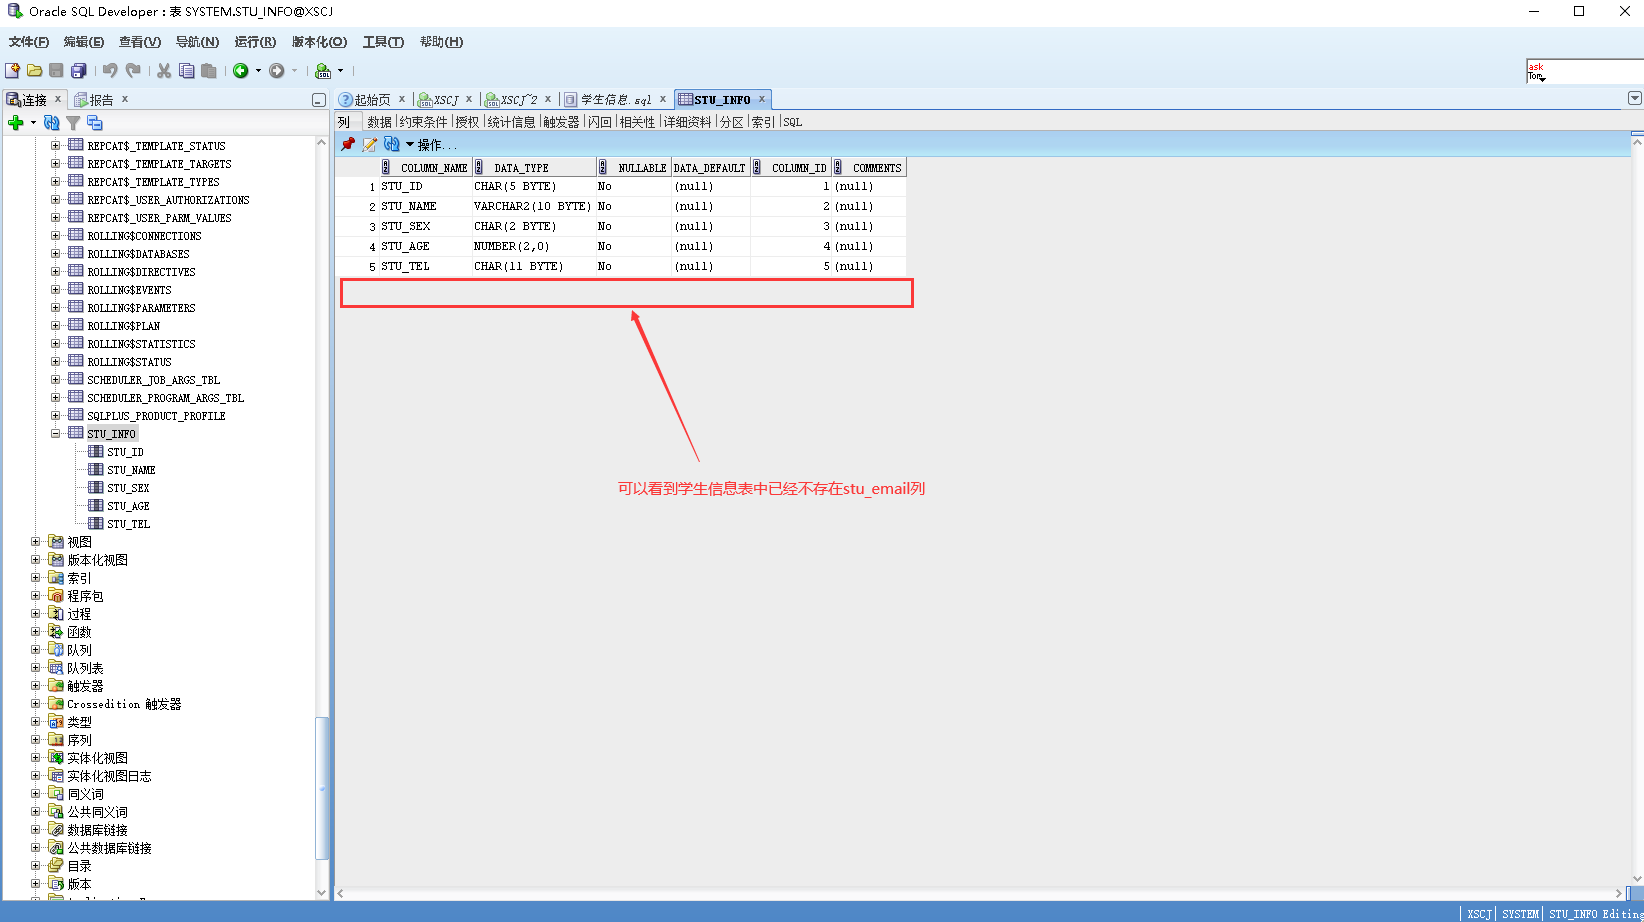 Oracle SQL Developer : 表 SYSTEM.STU_INFO@XSCJ
文件(F) 编辑(E) 查看(V) 导航(N) 运行(R) 版本化(O) 工具(T) 帮助(H)
ask
Tom
连接 x 报告 x
起始页 x XSCJ x XSCJ~2 x 学生信息.sql x STU_INFO x
列 数据 约束条件 授权 统计信息 触发器 闪回 相关性 详细资料 分区 索引 SQL
操作...
COLUMN_NAME DATA_TYPE NULLABLE DATA_DEFAULT COLUMN_ID COMMENTS
1 STU_ID CHAR(5 BYTE) No (null) 1 (null)
2 STU_NAME VARCHAR2(10 BYTE) No (null) 2 (null)
3 STU_SEX CHAR(2 BYTE) No (null) 3 (null)
4 STU_AGE NUMBER(2,0) No (null) 4 (null)
5 STU_TEL CHAR(11 BYTE) No (null) 5 (null)
可以看到学生信息表中已经不存在stu_email列
REPCAT$_TEMPLATE_STATUS
REPCAT$_TEMPLATE_TARGETS
REPCAT$_TEMPLATE_TYPES
REPCAT$_USER_AUTHORIZATIONS
REPCAT$_USER_PARM_VALUES
ROLLING$CONNECTIONS
ROLLING$DATABASES
ROLLING$DIRECTIVES
ROLLING$EVENTS
ROLLING$PARAMETERS
ROLLING$PLAN
ROLLING$STATISTICS
ROLLING$STATUS
SCHEDULER_JOB_ARGS_TBL
SCHEDULER_PROGRAM_ARGS_TBL
SQLPLUS_PRODUCT_PROFILE
STU_INFO
STU_ID
STU_NAME
STU_SEX
STU_AGE
STU_TEL
视图
版本化视图
索引
程序包
过程
函数
队列
队列表
触发器
Crossedition 触发器
类型
序列
实体化视图
实体化视图日志
同义词
公共同义词
数据库链接
公共数据库链接
目录
版本
XSCJ SYSTEM STU_INFO Editing